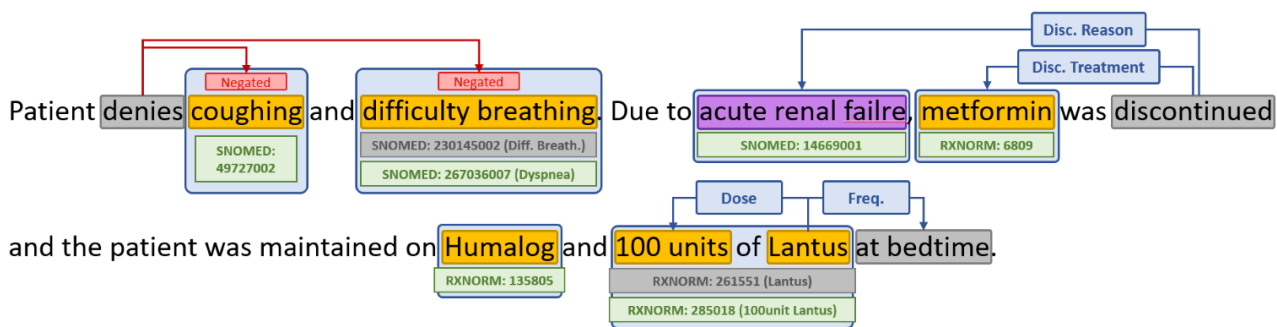 Disc. Reason
Disc. Treatment
Negated Negated
Patient denies coughing and difficulty breathing. Due to acute renal failre, metformin was discontinued
SNOMED: 49727002
SNOMED: 230145002 (Diff. Breath.)
SNOMED: 267036007 (Dyspnea)
SNOMED: 14669001
RXNORM: 6809
Dose Freq.
and the patient was maintained on Humalog and 100 units of Lantus at bedtime.
RXNORM: 135805
RXNORM: 261551 (Lantus)
RXNORM: 285018 (100unit Lantus)